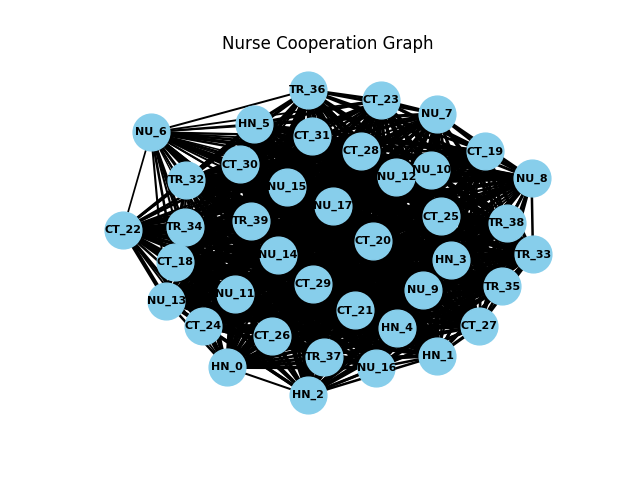 Nurse Cooperation Graph
TR_36
CT_23
NU_7
HN_5
NU_6
CT_31
CT_28
CT_19
CT_30
NU_10
NU_12
NU_8
TR_32
NU_15
NU_17
CT_25
TR_38
TR_39
TR_34
CT_22
CT_20
TR_33
NU_14
HN_3
CT_18
CT_29
TR_35
NU_9
NU_11
NU_13
CT_21
CT_24
CT_27
HN_4
CT_26
HN_1
TR_37
HN_0
NU_16
HN_2